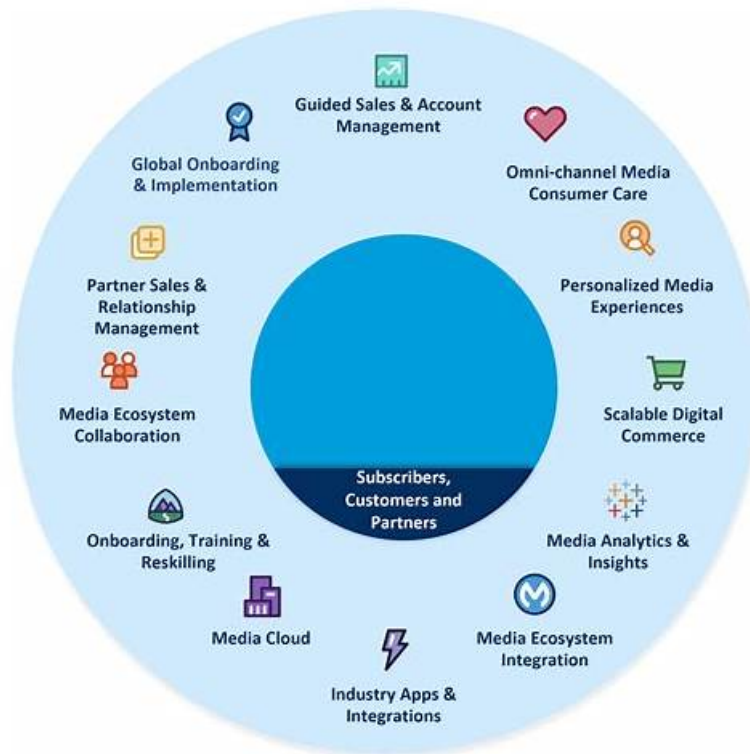 Guided Sales & Account
Management
Omni-channel Media
Consumer Care
Personalized Media
Experiences
Scalable Digital
Commerce
Media Analytics &
Insights
Media Ecosystem
Integration
Industry Apps &
Integrations
Media Cloud
Onboarding, Training &
Reskilling
Media Ecosystem
Collaboration
Partner Sales &
Relationship
Management
Global Onboarding
& Implementation
Subscribers,
Customers and
Partners